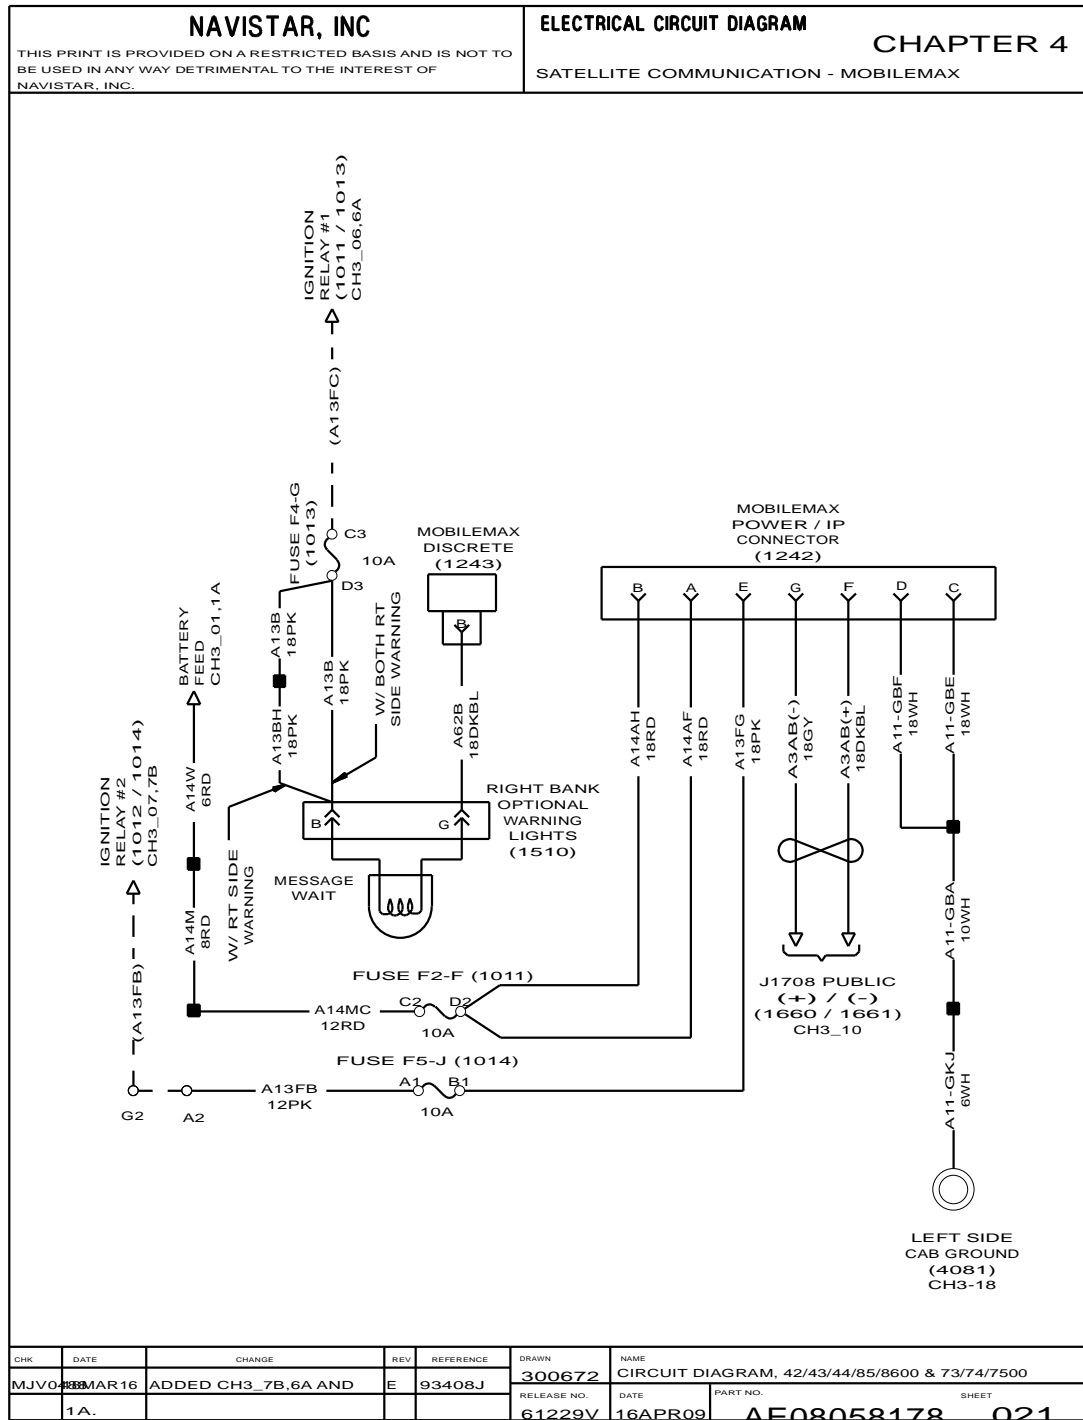 NAVISTAR, INC
THIS PRINT IS PROVIDED ON A RESTRICTED BASIS AND IS NOT TO
BE USED IN ANY WAY DETRIMENTAL TO THE INTEREST OF
NAVISTAR, INC.
ELECTRICAL CIRCUIT DIAGRAM
CHAPTER 4
SATELLITE COMMUNICATION - MOBILEMAX
IGNITION
RELAY #1
(1011 / 1013)
CH3_06,6A
(A13FC)
FUSE F4-G
(1013)
C3
10A
D3
MOBILEMAX
DISCRETE
(1243)
B
MOBILEMAX
POWER / IP
CONNECTOR
(1242)
B
A
E
G
F
D
C
BATTERY
FEED
CH3_01,1A
A13B
18PK
A13BH
18PK
A13B
18PK
W/ BOTH RT
SIDE WARNING
A62B
18DKBL
A14AH
18RD
A14AF
18RD
A13FG
18PK
A3AB(-)
18GY
A3AB(+)
18DKBL
A11-GBF
18WH
A11-GBE
18WH
IGNITION
RELAY #2
(1012 / 1014)
CH3_07,7B
A14W
6RD
RIGHT BANK
OPTIONAL
WARNING
LIGHTS
(1510)
B
G
MESSAGE
WAIT
W/ RT SIDE
WARNING
A14M
8RD
A11-GBA
10WH
(A13FB)
FUSE F2-F (1011)
A14MC
12RD
C2
D2
10A
J1708 PUBLIC
(+) / (-)
(1660 / 1661)
CH3_10
FUSE F5-J (1014)
G2
A2
A13FB
12PK
A1
B1
10A
A11-GKJ
6WH
LEFT SIDE
CAB GROUND
(4081)
CH3-18
CHK
DATE
CHANGE
REV
REFERENCE
DRAWN
NAME
MJV04
MAR16
ADDED CH3_7B,6A AND
E
93408J
300672
CIRCUIT DIAGRAM, 42/43/44/85/8600 & 73/74/7500
1A.
RELEASE NO.
DATE
PART NO.
SHEET
61229V
16APR09
AE08058178
021